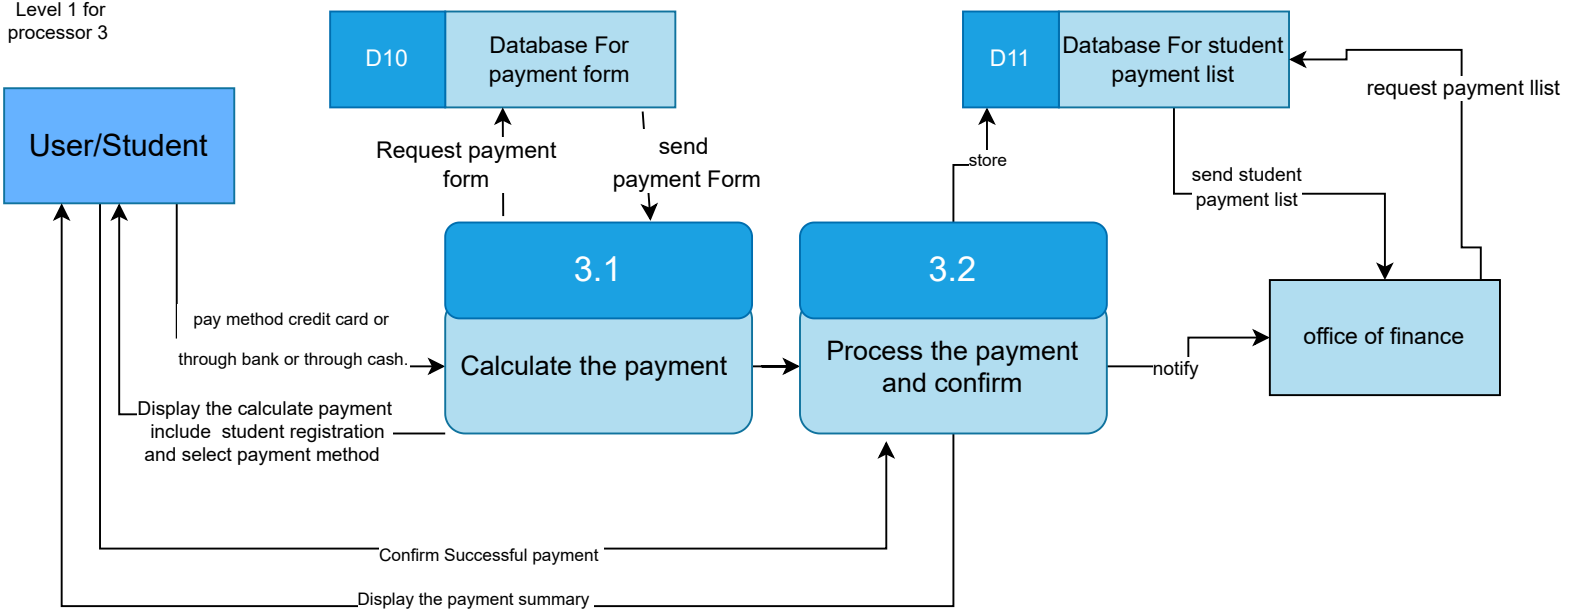 Level 1 for
processor 3
D10
Database For
payment form
D11
Database For student
payment list
request payment llist
User/Student
Request payment
form
send
payment Form
store
send student
payment list
3.1
Calculate the payment
3.2
Process the payment
and confirm
office of finance
notify
pay method credit card or
through bank or through cash.
Display the calculate payment
include student registration
and select payment method
Confirm Successful payment
Display the payment summary